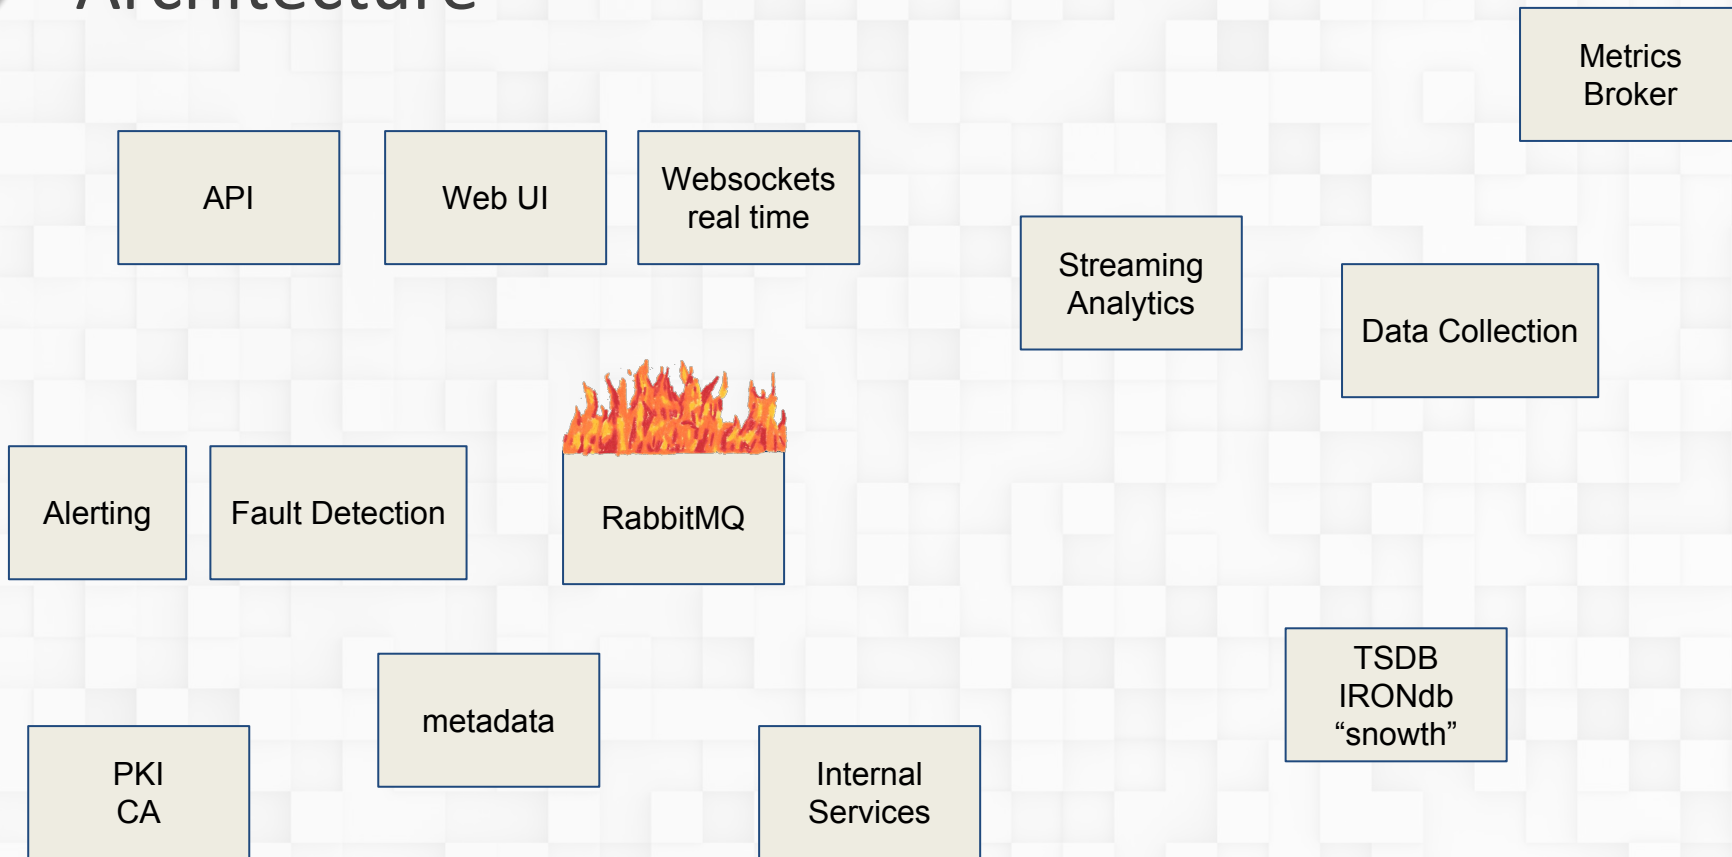 Architecture
Metrics
Broker
API
Web UI
Websockets
real time
Streaming
Analytics
Data Collection
Alerting
Fault Detection
RabbitMQ
TSDB
IRONdb
“snowth”
metadata
PKI
CA
Internal
Services